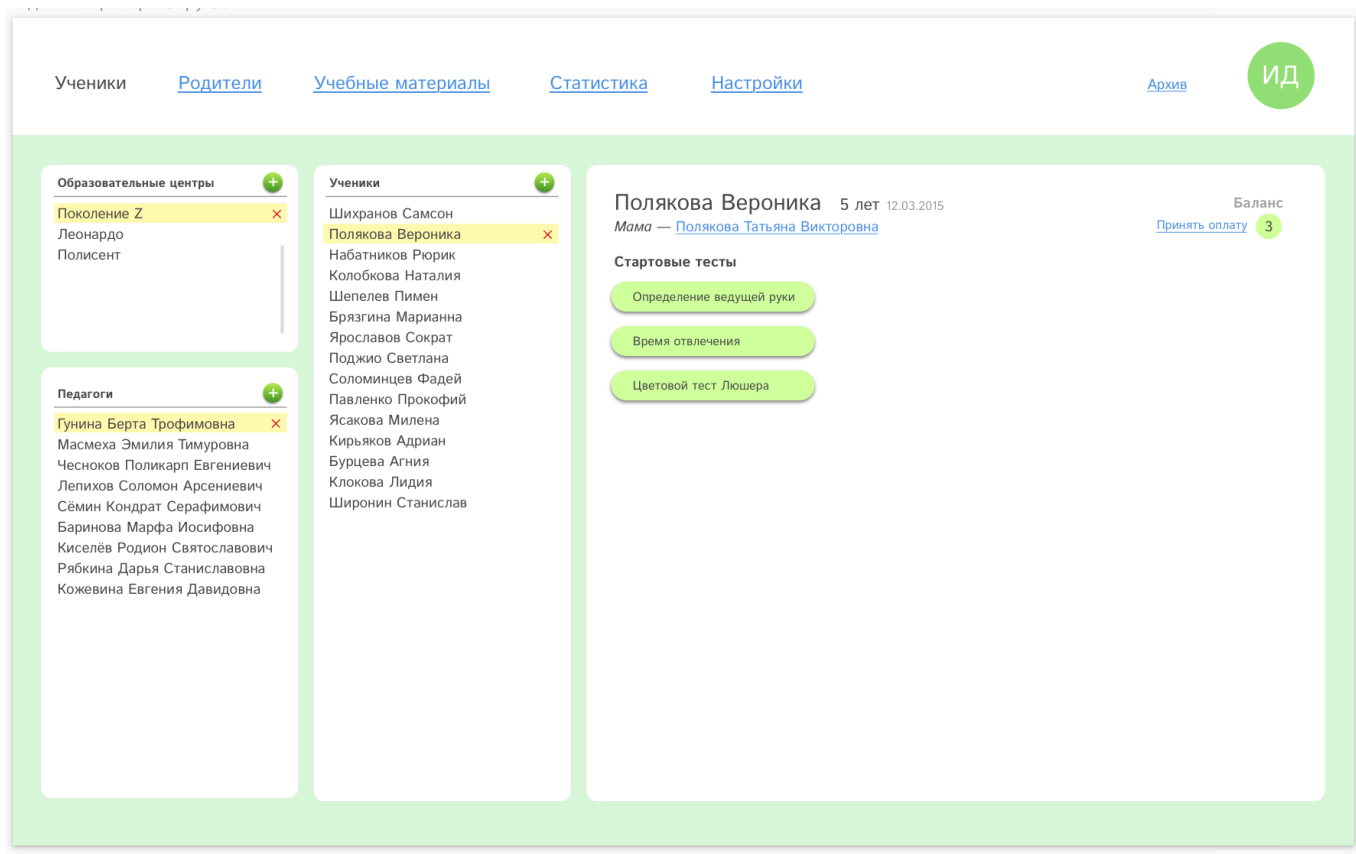 Ученики Родители Учебные материалы Статистика Настройки Архив ИД
Образовательные центры
Поколение Z
Леонардо
Полисент
Педагоги
Гунина Берта Трофимовна
Масмеха Эмилия Тимуровна
Чесноков Поликарп Евгениевич
Лепихов Соломон Арсениевич
Сёмин Кондрат Серафимович
Баринова Марфа Иосифовна
Киселёв Родион Святославович
Рябкина Дарья Станиславовна
Кожевина Евгения Давидовна
Ученики
Шихранов Самсон
Полякова Вероника
Набатников Рюрик
Колобкова Наталия
Шепелев Пимен
Брязгина Марианна
Ярославов Сократ
Поджио Светлана
Соломинцев Фадей
Павленко Прокофий
Ясакова Милена
Кирьяков Адриан
Бурцева Агния
Клокова Лидия
Широнин Станислав
Полякова Вероника 5 лет 12.03.2015
Мама — Полякова Татьяна Викторовна
Баланс
Принять оплату 3
Стартовые тесты
Определение ведущей руки
Время отвлечения
Цветовой тест Люшера